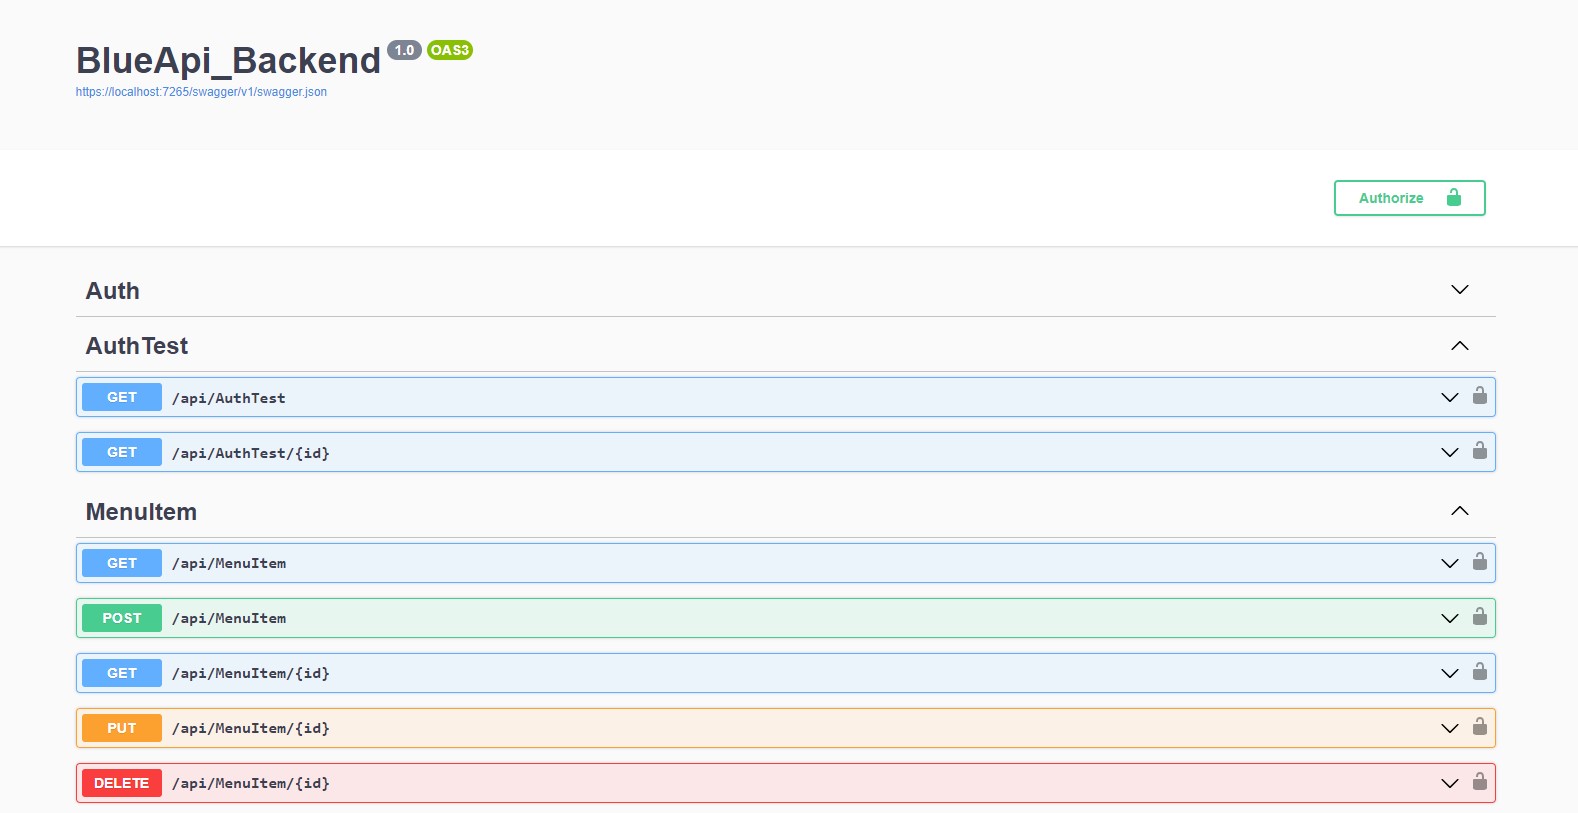 BlueApi_Backend 1.0 OAS3
https://localhost:7265/swagger/v1/swagger.json
Authorize
Auth
AuthTest
GET /api/AuthTest
GET /api/AuthTest/{id}
MenuItem
GET /api/MenuItem
POST /api/MenuItem
GET /api/MenuItem/{id}
PUT /api/MenuItem/{id}
DELETE /api/MenuItem/{id}